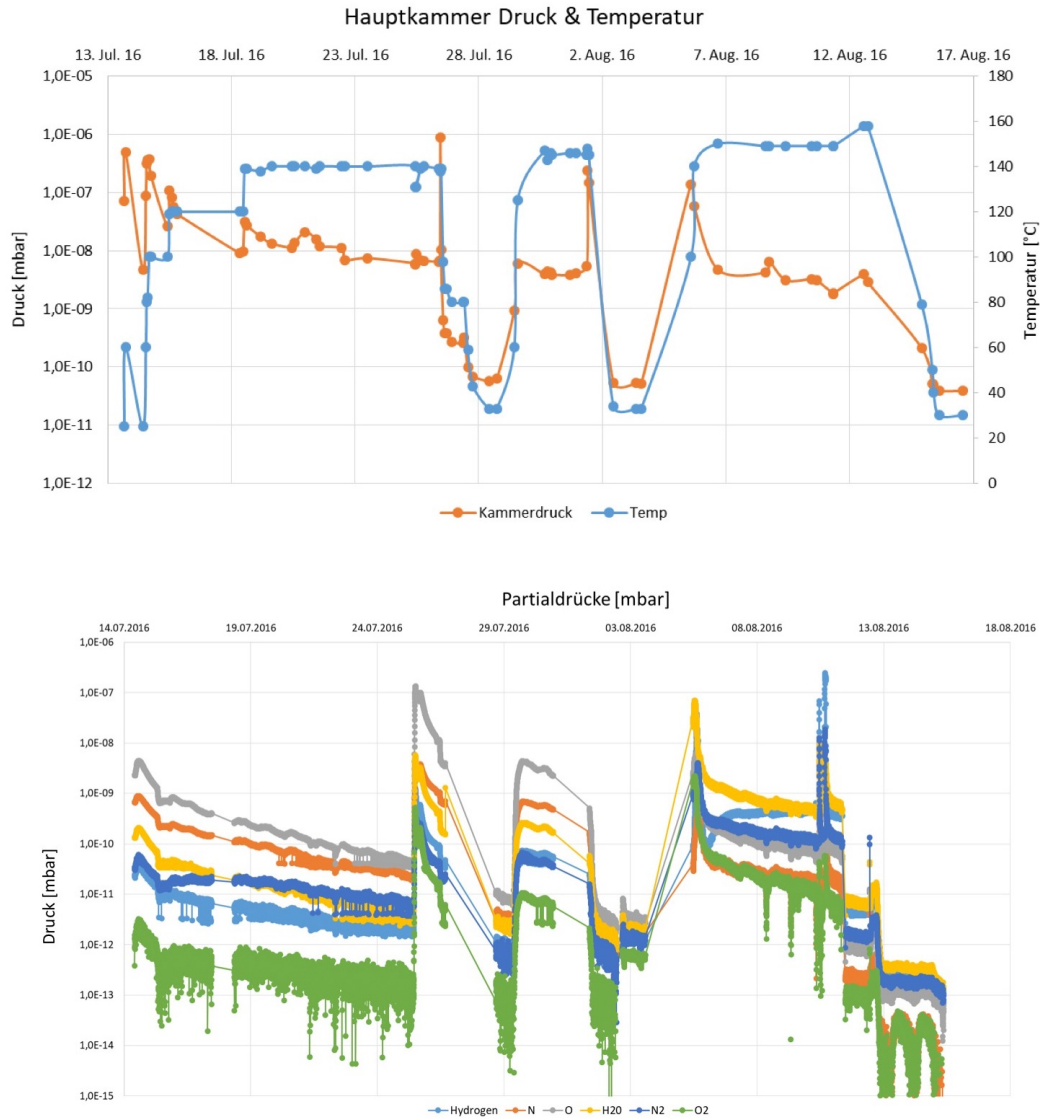 Hauptkammer Druck & Temperatur
13. Jul. 16 18. Jul. 16 23. Jul. 16 28. Jul. 16 2. Aug. 16 7. Aug. 16 12. Aug. 16 17. Aug. 16
1,0E-05 180
1,0E-06 160
1,0E-07 140
1,0E-08 120
1,0E-09 100
1,0E-10 80
1,0E-11 60
1,0E-12 40
20
0
Druck [mbar]
Temperatur [°C]
Kammerdruck Temp
Partialdrücke [mbar]
14.07.2016 19.07.2016 24.07.2016 29.07.2016 03.08.2016 08.08.2016 13.08.2016 18.08.2016
1,0E-06
1,0E-07
1,0E-08
1,0E-09
1,0E-10
1,0E-11
1,0E-12
1,0E-13
1,0E-14
1,0E-15
Druck [mbar]
Hydrogen N O H20 N2 O2